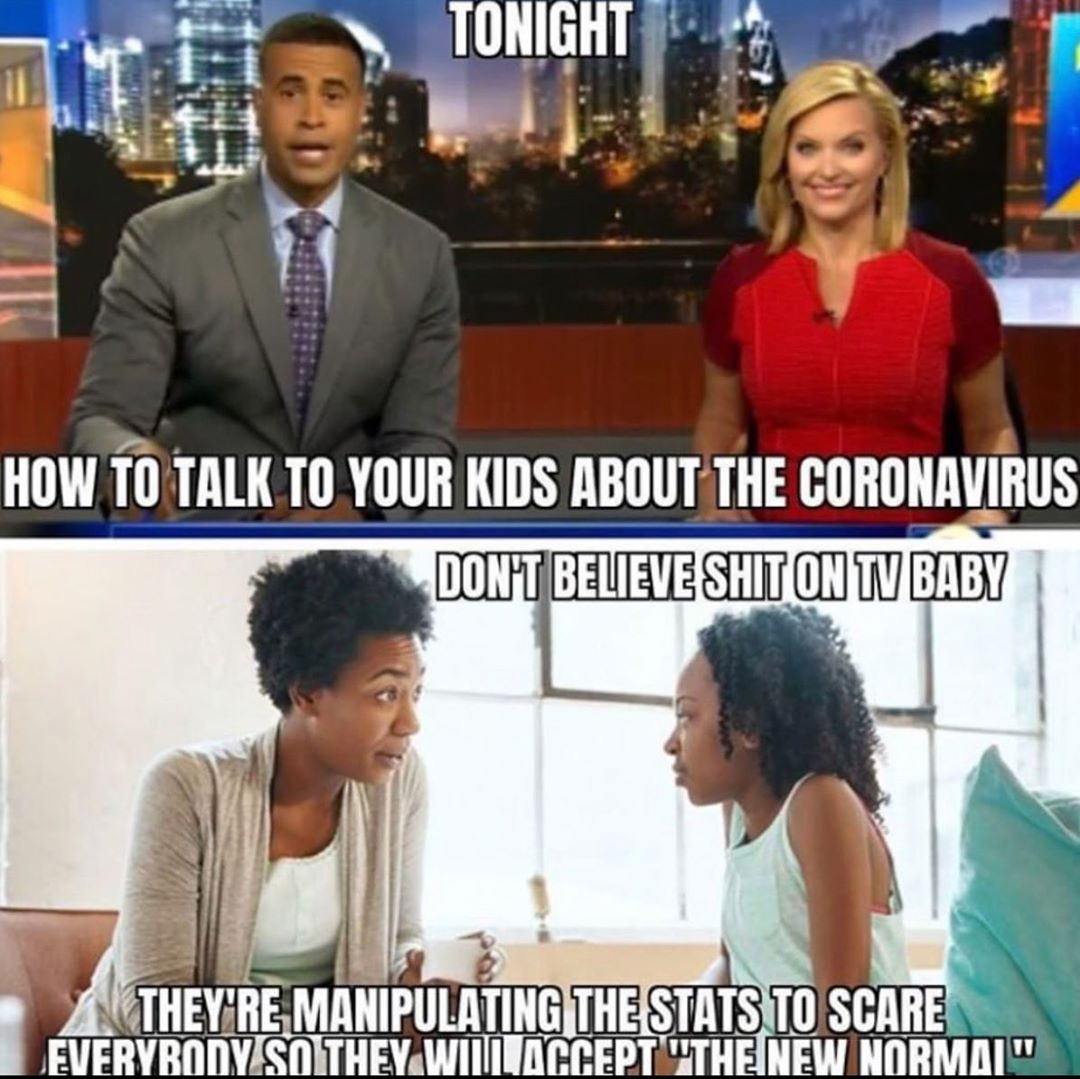 TONIGHT
HOW TO TALK TO YOUR KIDS ABOUT THE CORONAVIRUS
DON'T BELIEVE SHIT ON TV BABY
THEY'RE MANIPULATING THE STATS TO SCARE
EVERYBODY SO THEY WILL ACCEPT "THE NEW NORMAL"